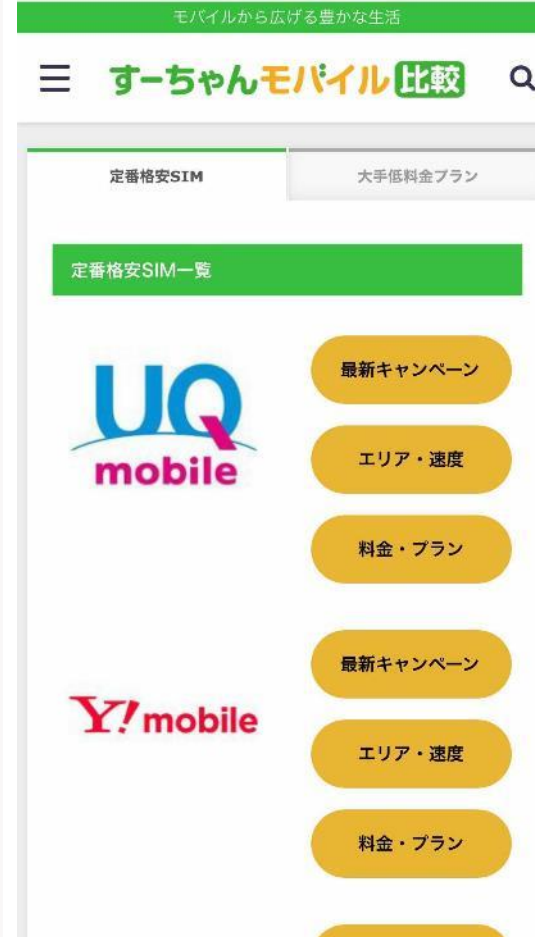 モバイルから広げる豊かな生活
すーちゃんモバイル比較
定番格安SIM
大手低料金プラン
定番格安SIM一覧
UQ
mobile
最新キャンペーン
エリア・速度
料金・プラン
Y!mobile
最新キャンペーン
エリア・速度
料金・プラン